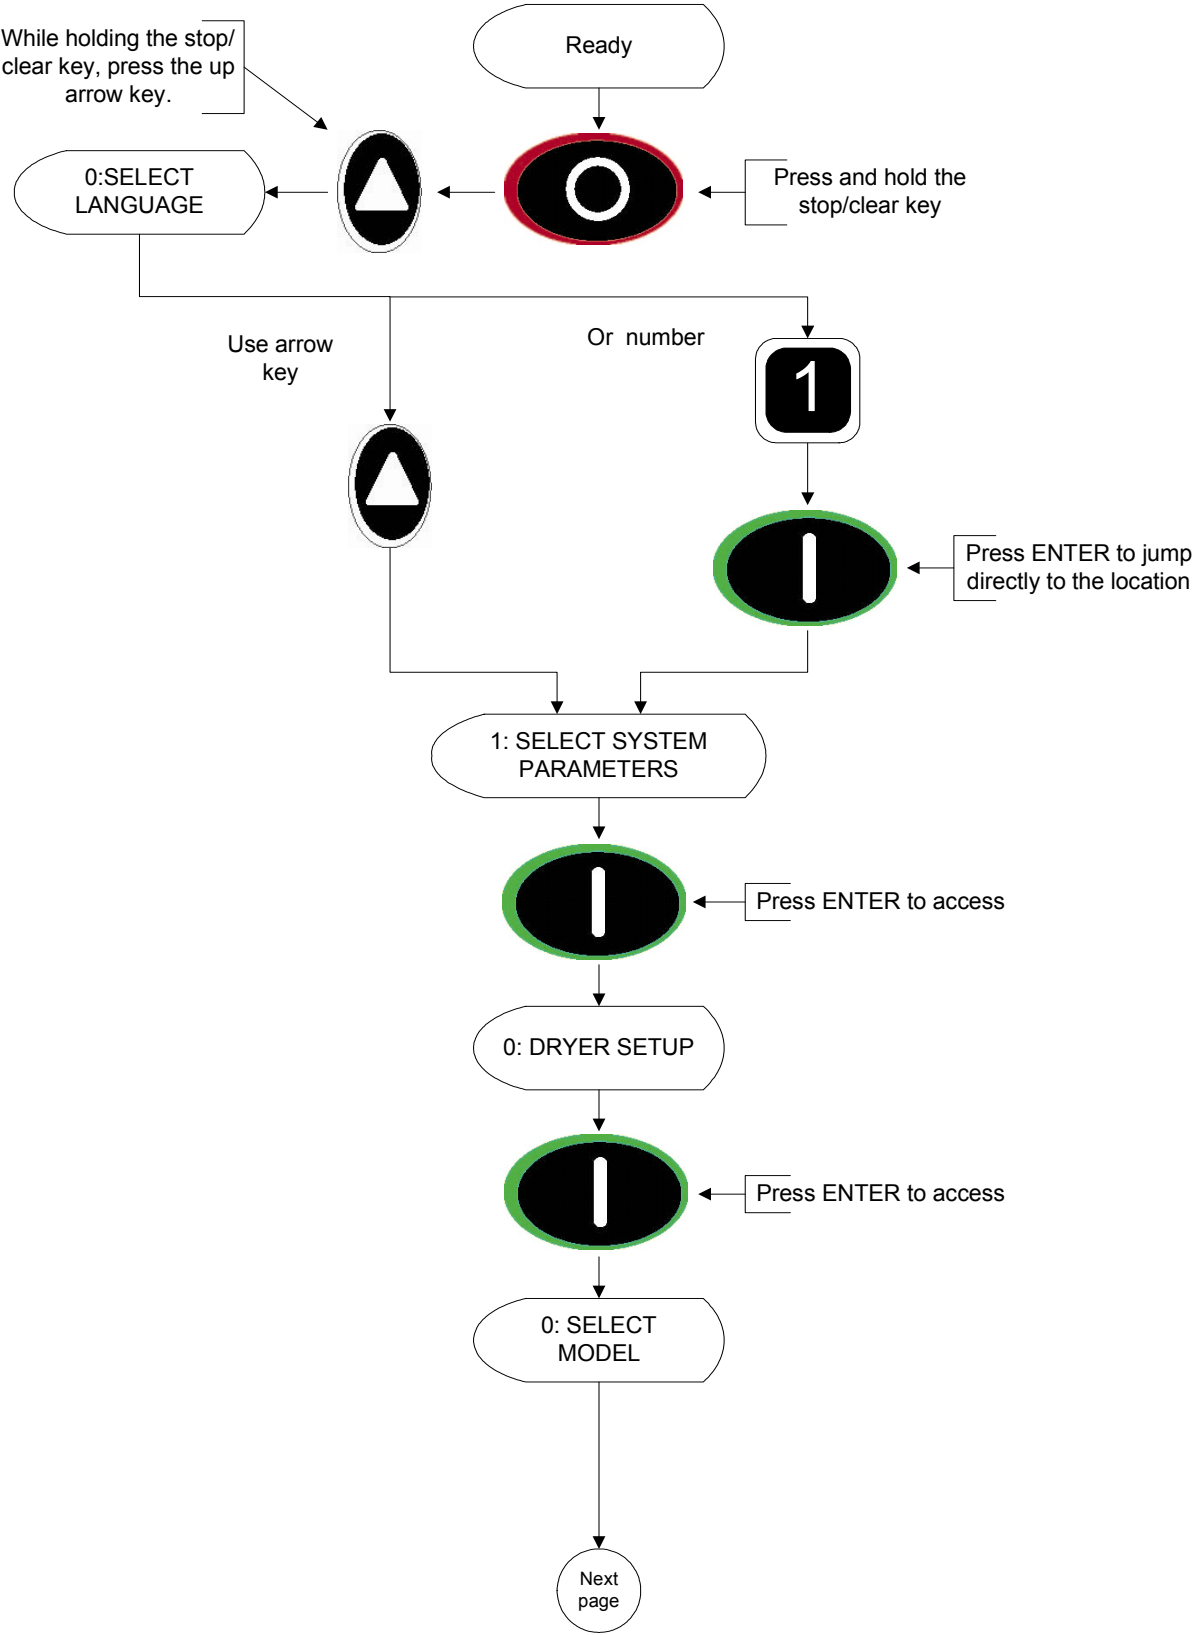 While holding the stop/
clear key, press the up
arrow key.
Ready
0:SELECT
LANGUAGE
Press and hold the
stop/clear key
Use arrow
key
Or number
1
Press ENTER to jump
directly to the location
1: SELECT SYSTEM
PARAMETERS
Press ENTER to access
0: DRYER SETUP
Press ENTER to access
0: SELECT
MODEL
Next
page